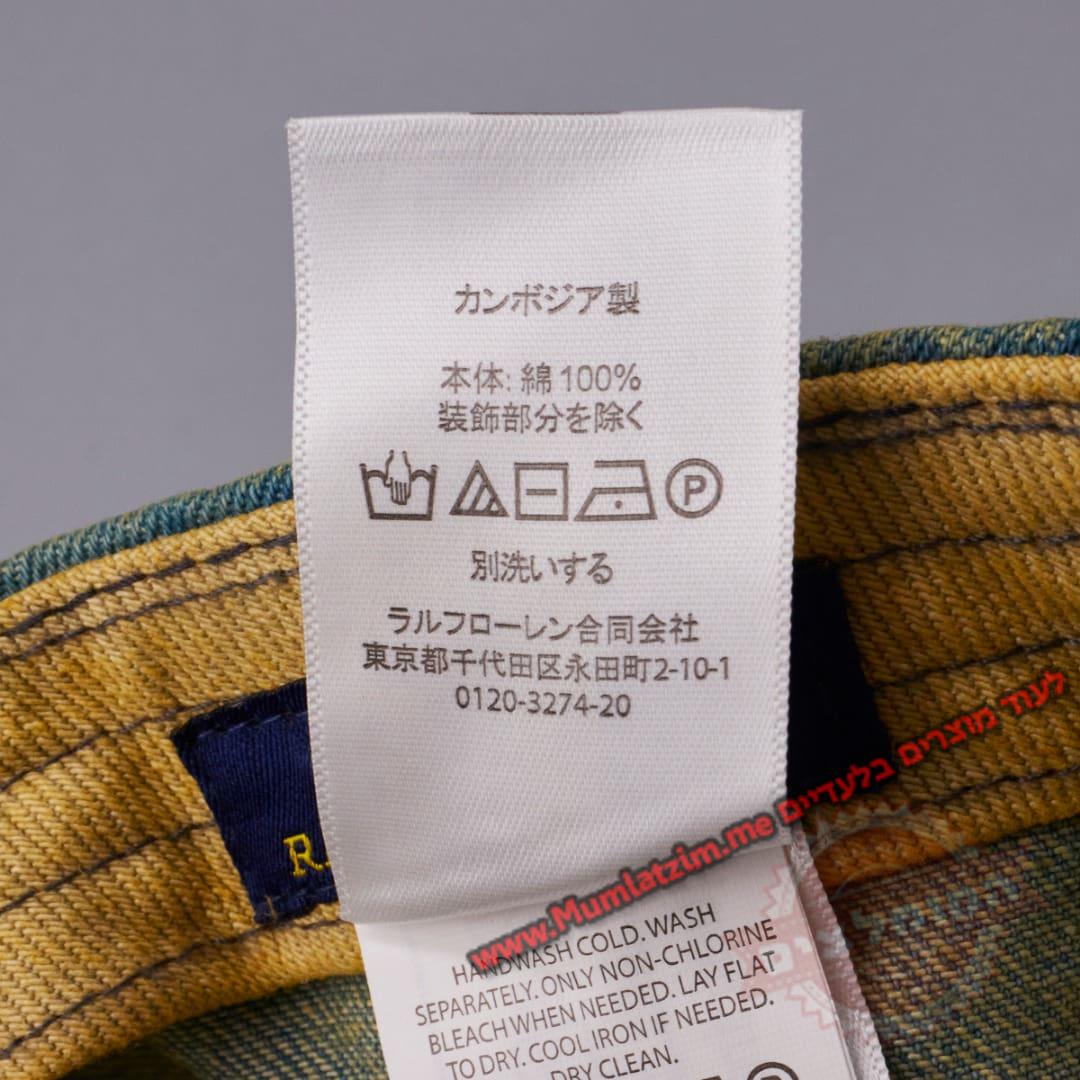 カンボジア製
本体: 綿100%
装飾部分を除く
P
別洗いする
ラルフローレン合同会社
東京都千代田区永田町2-10-1
0120-3274-20
R.
לעוד מוצרים בלעדיים www.Mumlatzim.me
HANDWASH COLD. WASH
SEPARATELY. ONLY NON-CHLORINE
BLEACH WHEN NEEDED. LAY FLAT
TO DRY. COOL IRON IF NEEDED.
DRY CLEAN.